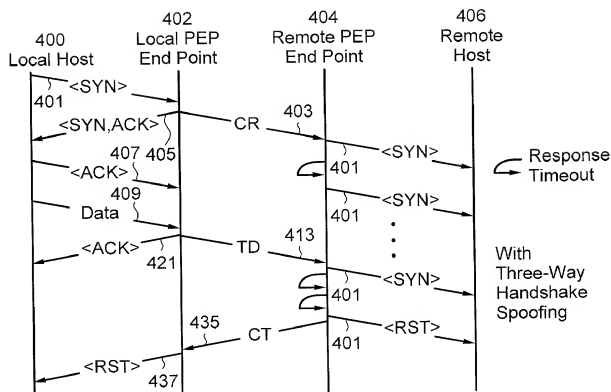 400 402 404 406
Local Host Local PEP End Point Remote PEP End Point Remote Host
401 <SYN>
<SYN,ACK> 405 CR 403
401 <SYN>
<ACK> 407
Response Timeout
Data 409
401 <SYN>
<ACK> 421 TD 413
401 <SYN>
With
Three-Way
Handshake
Spoofing
435 CT 401 <RST>
<RST> 437